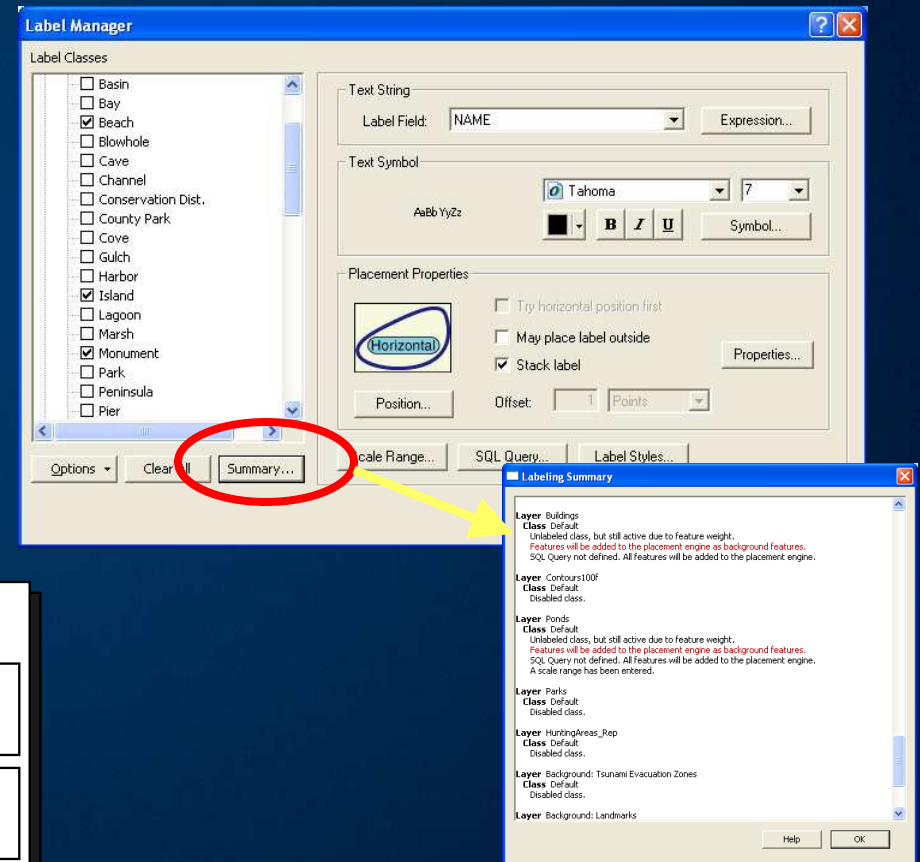 Label Manager
Label Classes
Basin
Bay
Beach
Blowhole
Cave
Channel
Conservation Dist.
County Park
Cove
Gulch
Harbor
Island
Lagoon
Marsh
Monument
Park
Peninsula
Pier
Options
Clear All
Summary...
Text String
Label Field: NAME Expression...
Text Symbol
AaBb YyZz
Tahoma 7
B I U Symbol...
Placement Properties
Horizontal
Try horizontal position first
May place label outside
Stack label
Properties...
Position... Offset: 1 Points
Scale Range... SQL Query... Label Styles...
Labeling Summary
Layer Buildings
Class Default
Unlabeled class, but still active due to feature weight.
Features will be added to the placement engine as background features.
SQL Query not defined. All features will be added to the placement engine.
Layer Contours100f
Class Default
Disabled class.
Layer Ponds
Class Default
Unlabeled class, but still active due to feature weight.
Features will be added to the placement engine as background features.
SQL Query not defined. All features will be added to the placement engine.
A scale range has been entered.
Layer Parks
Class Default
Disabled class.
Layer HuntingAreas_Rep
Class Default
Disabled class.
Layer Background: Tsunami Evacuation Zones
Class Default
Disabled class.
Layer Background: Landmarks
Help OK